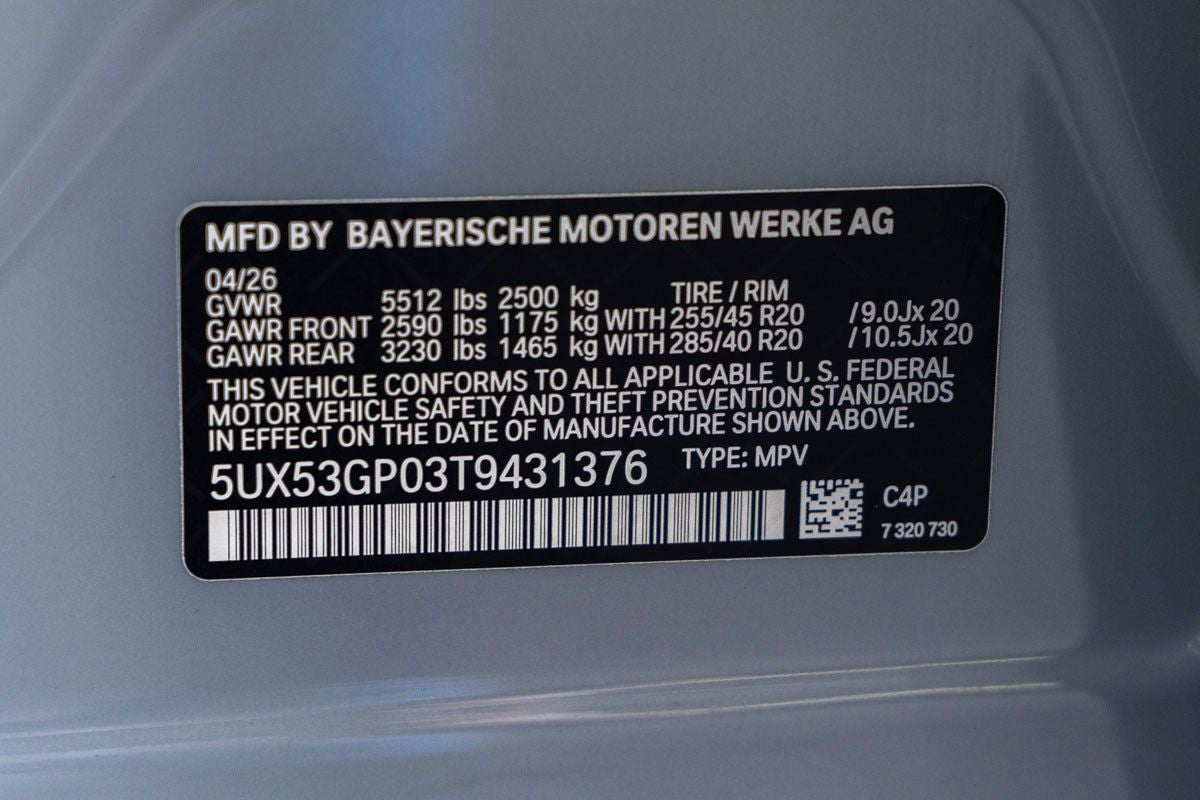 MFD BY BAYERISCHE MOTOREN WERKE AG
04/26
GVWR 5512 lbs 2500 kg TIRE / RIM
GAWR FRONT 2590 lbs 1175 kg WITH 255/45 R20 /9.0Jx 20
GAWR REAR 3230 lbs 1465 kg WITH 285/40 R20 /10.5Jx 20
THIS VEHICLE CONFORMS TO ALL APPLICABLE U. S. FEDERAL
MOTOR VEHICLE SAFETY AND THEFT PREVENTION STANDARDS
IN EFFECT ON THE DATE OF MANUFACTURE SHOWN ABOVE.
5UX53GP03T9431376 TYPE: MPV
C4P
7 320 730